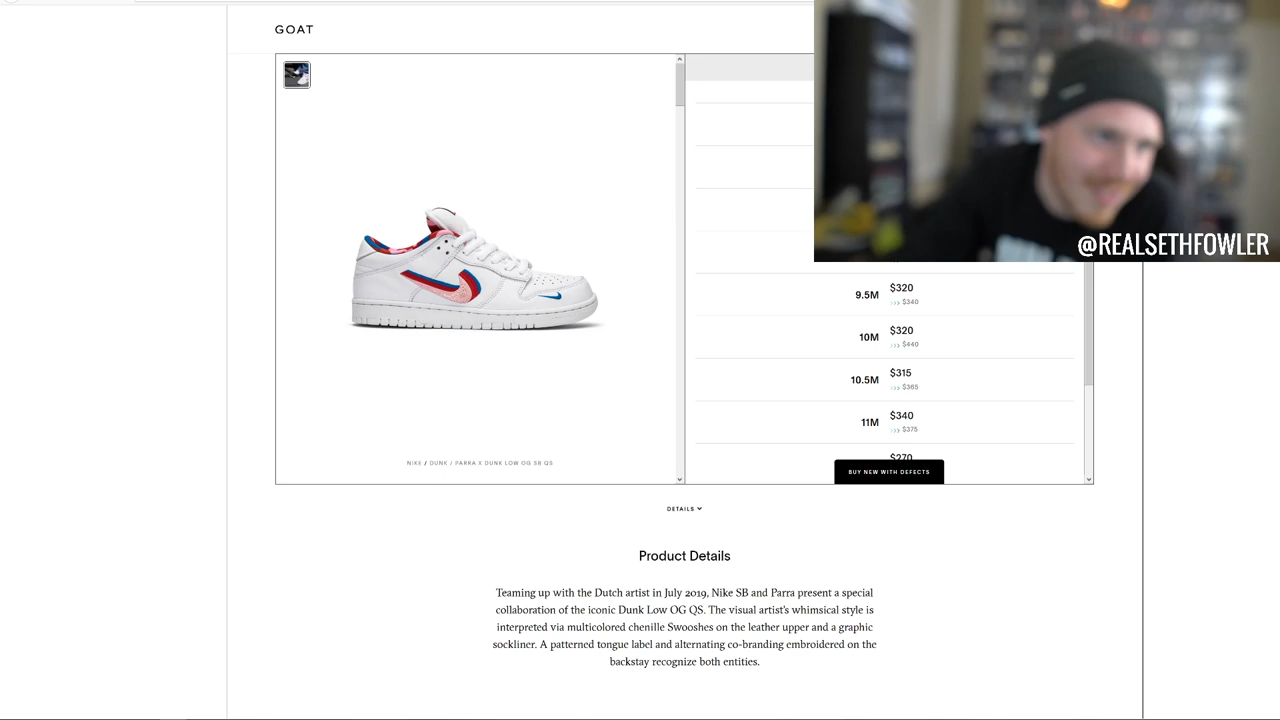 GOAT
@REALSETHFOWLER
9.5M $320
>>> $340
10M $320
>>> $440
10.5M $315
>>> $365
11M $340
>>> $375
$270
NIKE / DUNK / PARRA X DUNK LOW OG SB QS
BUY NEW WITH DEFECTS
DETAILS
Product Details
Teaming up with the Dutch artist in July 2019, Nike SB and Parra present a special
collaboration of the iconic Dunk Low OG QS. The visual artist's whimsical style is
interpreted via multicolored chenille Swooshes on the leather upper and a graphic
sockliner. A patterned tongue label and alternating co-branding embroidered on the
backstay recognize both entities.